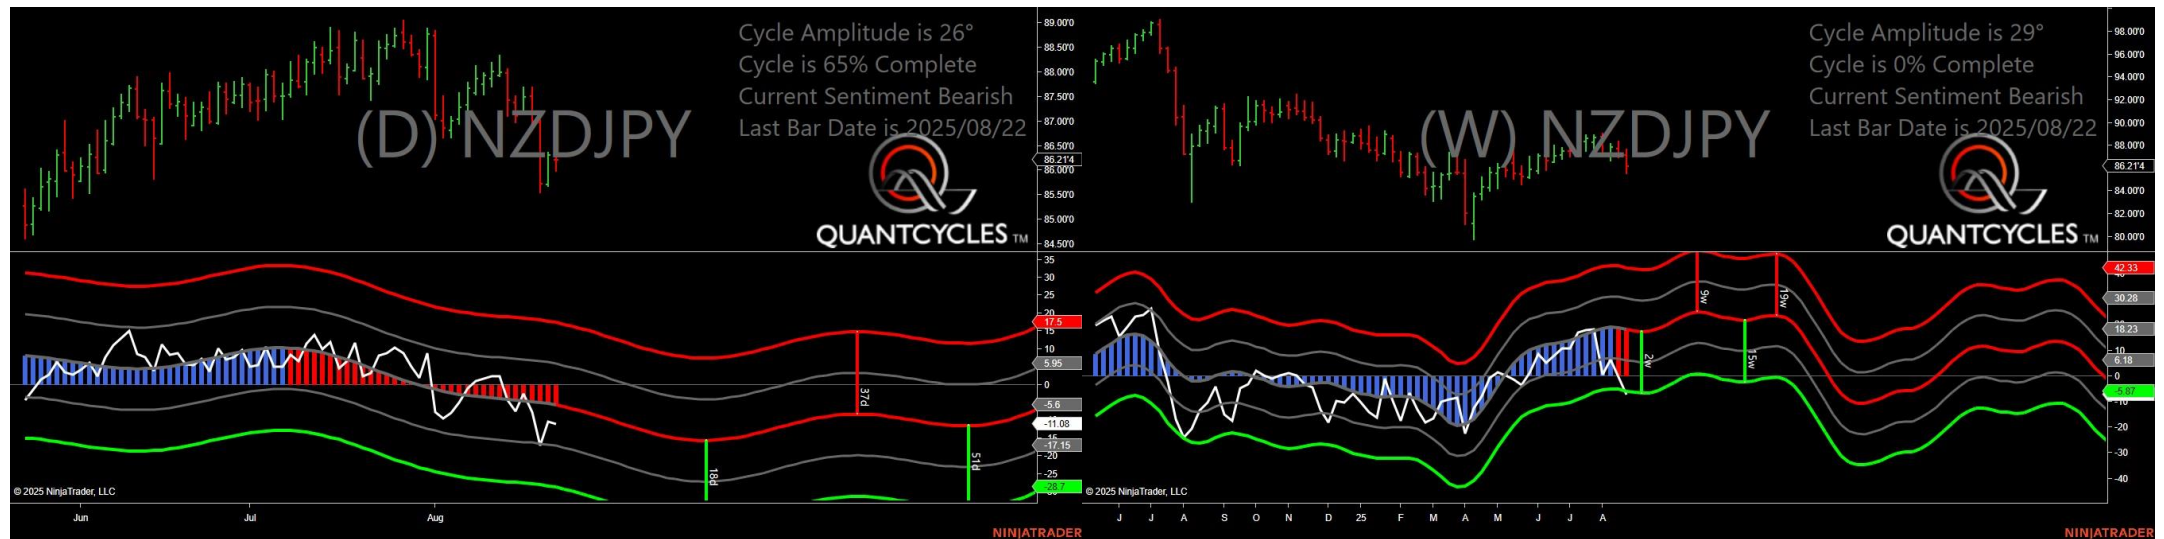 Cycle Amplitude is 26°
Cycle is 65% Complete
Current Sentiment Bearish
Last Bar Date is 2025/08/22
(D) NZDJPY
QUANTCYCLES TM
89.00'0
88.50'0
88.00'0
87.50'0
87.00'0
86.50'0
86.21'4
86.00'0
85.50'0
85.00'0
84.50'0
35
30
25
20
17.5
15
10
5.95
0
-5.6
-11.08
-15
-17.15
-20
-25
-28.7
37d
18d
51d
© 2025 NinjaTrader, LLC
Jun Jul Aug
NINJATRADER
Cycle Amplitude is 29°
Cycle is 0% Complete
Current Sentiment Bearish
Last Bar Date is 2025/08/22
(W) NZDJPY
QUANTCYCLES TM
98.00'0
96.00'0
94.00'0
92.00'0
90.00'0
88.00'0
86.21'4
84.00'0
82.00'0
80.00'0
42.33
30.28
18.23
10
6.18
0
-5.87
-10
-20
-30
-40
2w
9w
15w
19w
© 2025 NinjaTrader, LLC
J J A S O N D 25 F M A M J J A
NINJATRADER